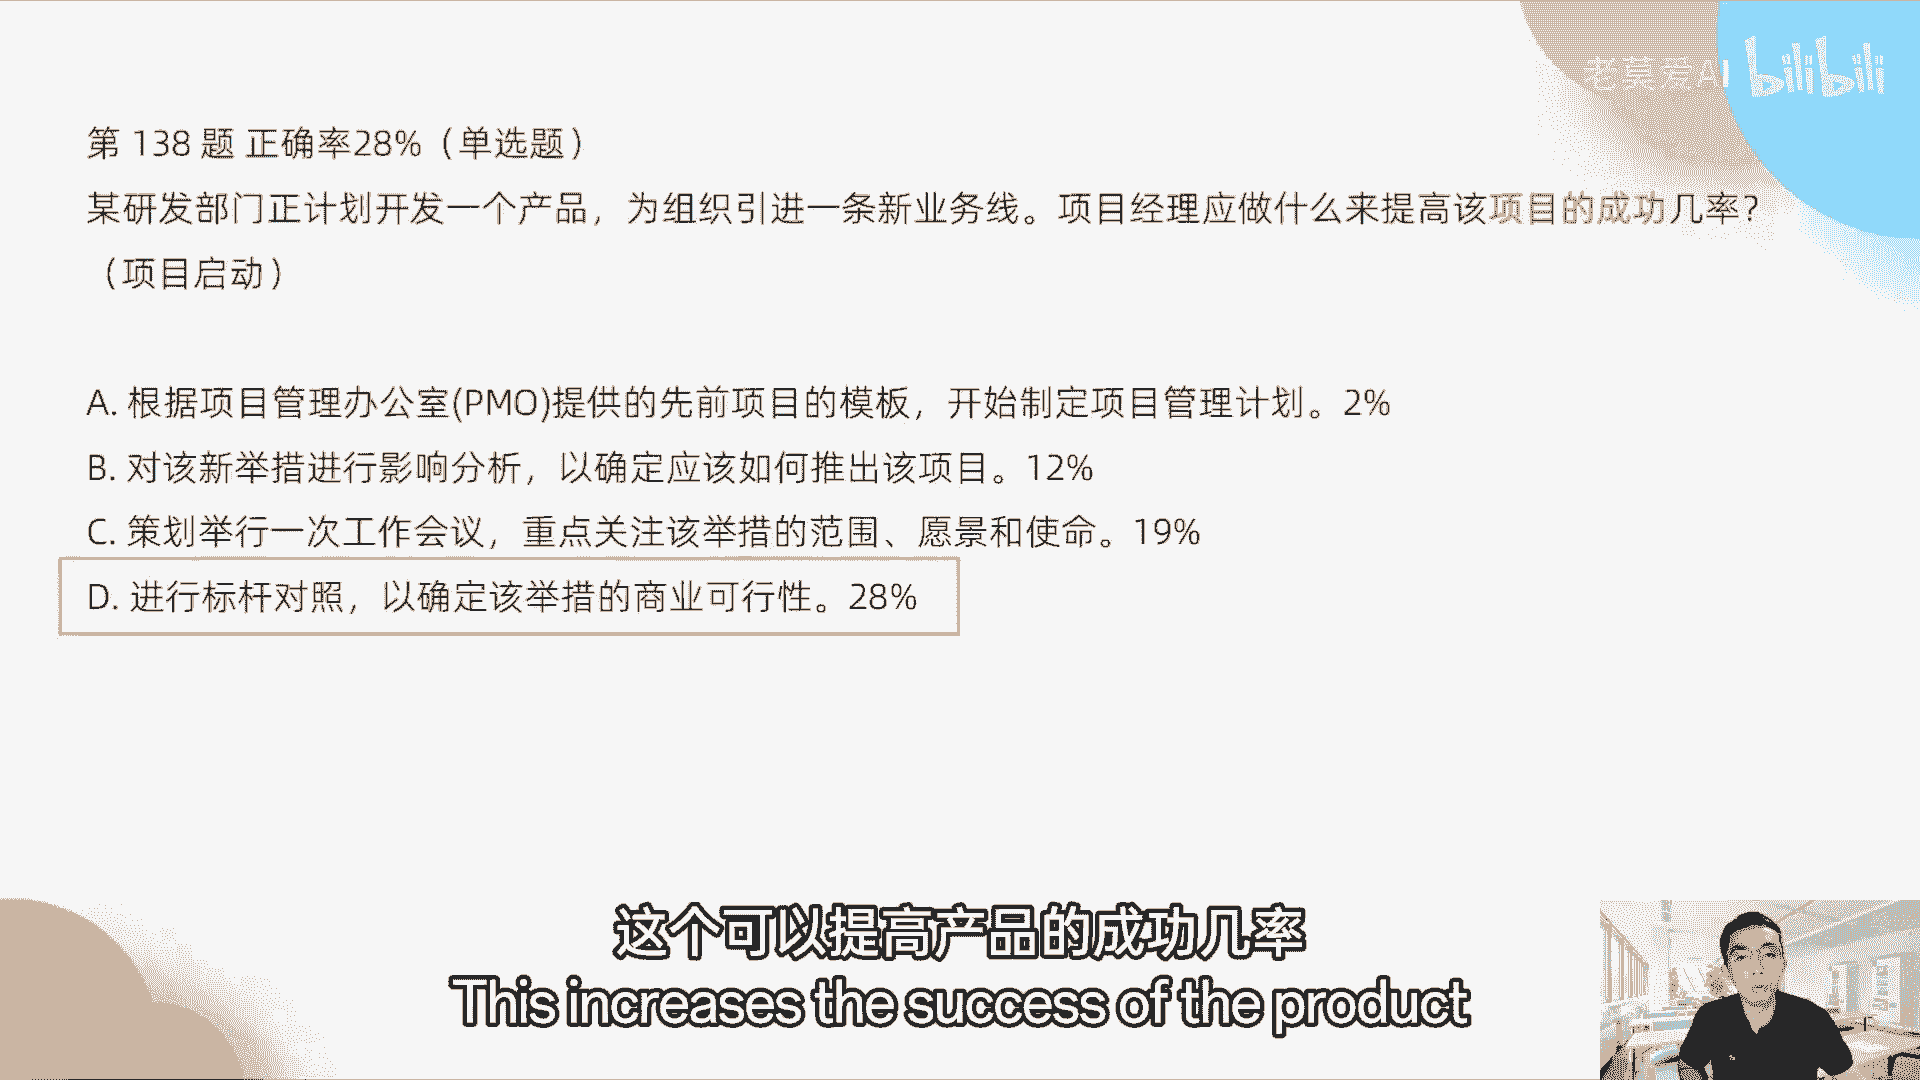 老莫爱AI bilibili
第 138 题 正确率28%（单选题）
某研发部门正计划开发一个产品，为组织引进一条新业务线。项目经理应做什么来提高该项目的成功几率？
（项目启动）
A. 根据项目管理办公室(PMO)提供的先前项目的模板，开始制定项目管理计划。2%
B. 对该新举措进行影响分析，以确定应该如何推出该项目。12%
C. 策划举行一次工作会议，重点关注该举措的范围、愿景和使命。19%
D. 进行标杆对照，以确定该举措的商业可行性。28%
这个可以提高产品的成功几率
This increases the success of the product